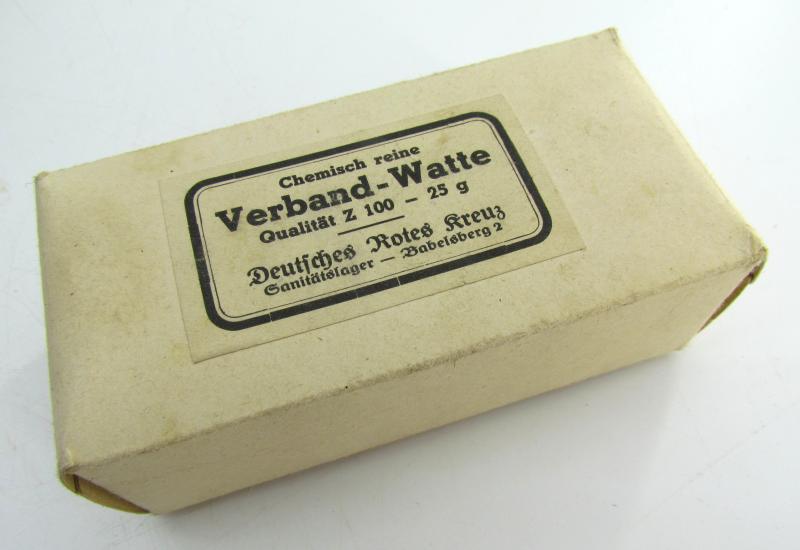 Chemisch reine
Verband-Watte
Qualität Z 100 – 25 g
Deutsches Rotes Kreuz
Sanitätslager — Babelsberg 2